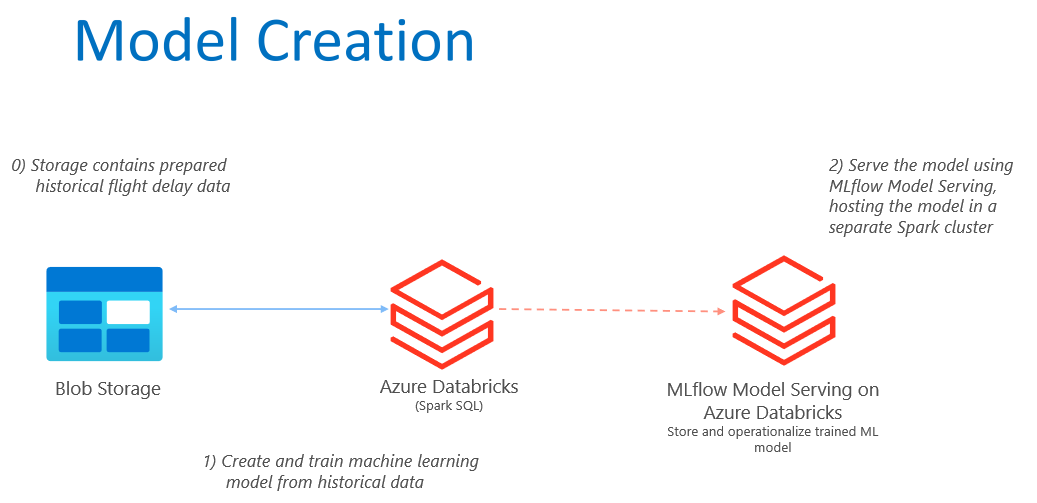 Model Creation
0) Storage contains prepared
historical flight delay data
2) Serve the model using
MLflow Model Serving,
hosting the model in a
separate Spark cluster
Blob Storage
Azure Databricks
(Spark SQL)
MLflow Model Serving on
Azure Databricks
Store and operationalize trained ML
model
1) Create and train machine learning
model from historical data